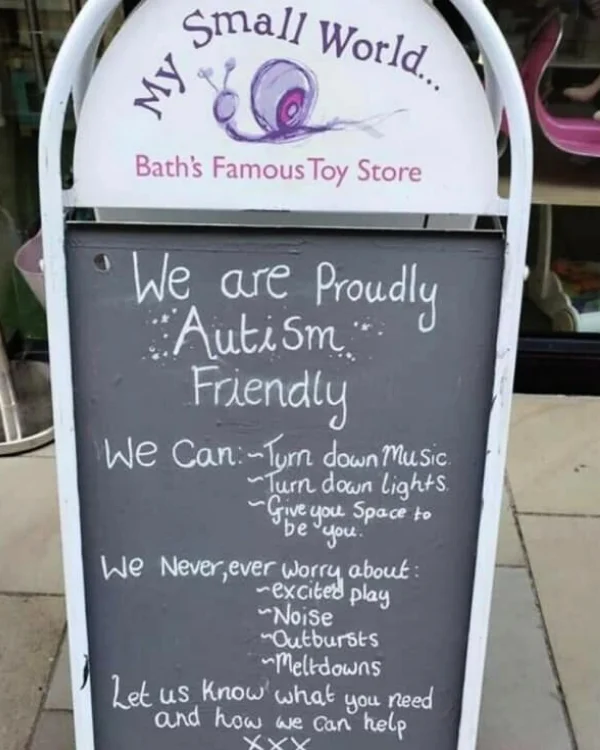 My Small World...
Bath's Famous Toy Store
We are Proudly
Autism
Friendly
We Can:~Turn down Music.
~Turn down lights.
~Give you Space to
be you.
We Never,ever worry about:
~excited play
~Noise
~Outbursts
~Meltdowns
Let us know what you need
and how we can help
xxx